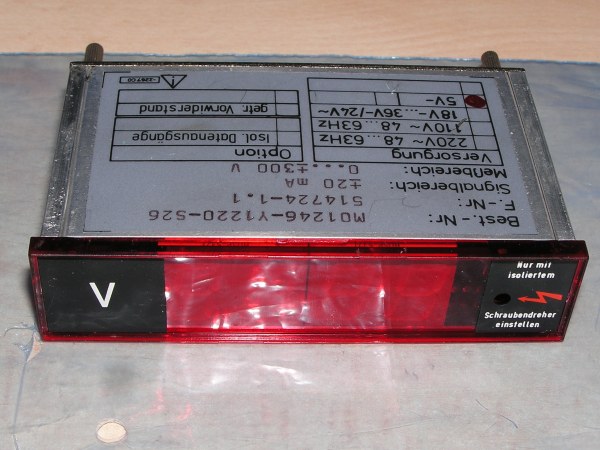 Best.-Nr: M01246-Y1220-S26
F.-Nr: 514724-1.1
Signalbereich: ±20 mA
Meßbereich: 0...±300 V
Versorgung
220V~ 48...63Hz
110V~ 48...63Hz
18V-...36V-/24V~
5V-
Option
Isol. Datenausgänge
getr. Vorwiderstand
V
Nur mit
isoliertem
Schraubendreher
einstellen